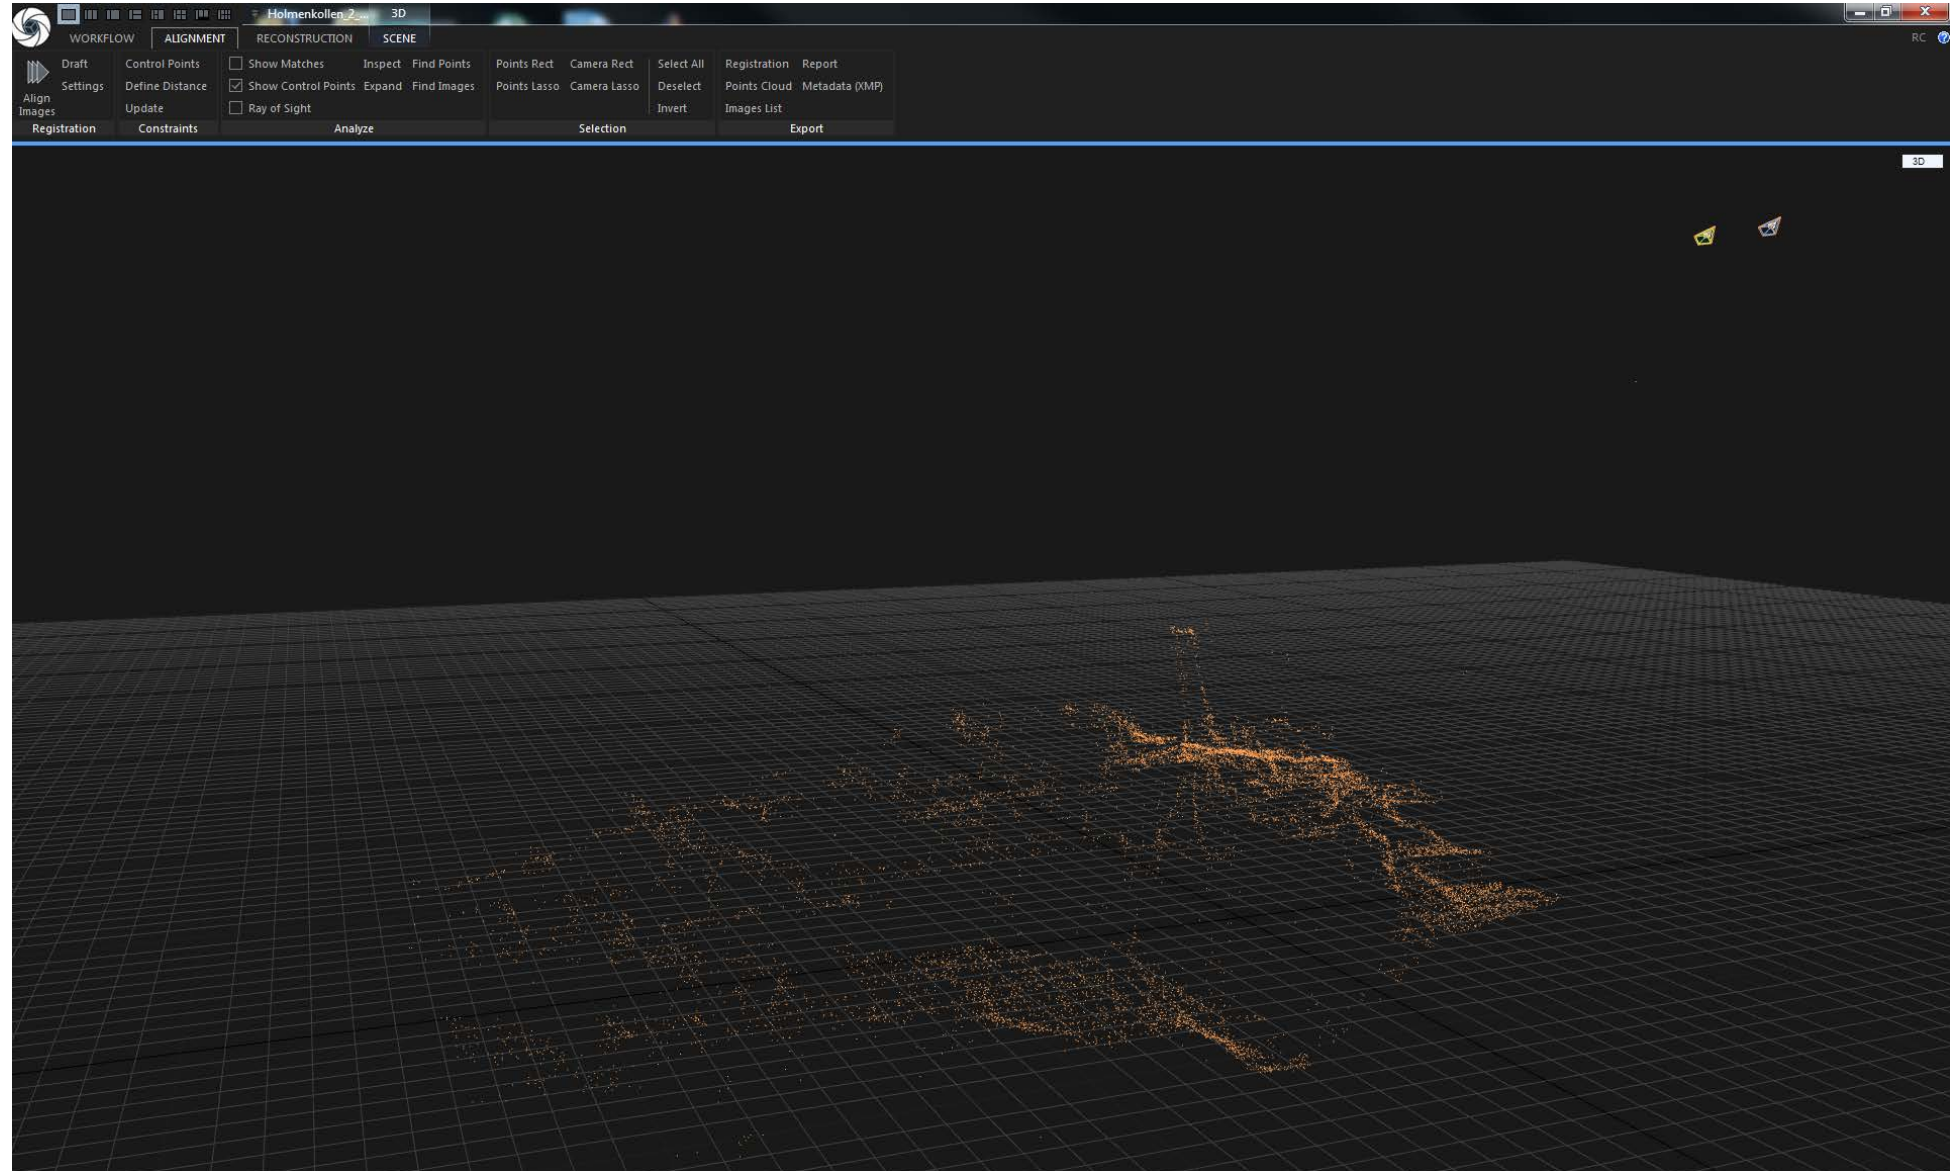 Holmenkollen_2_... 3D
WORKFLOW ALIGNMENT RECONSTRUCTION SCENE RC ?
Draft Control Points Show Matches Inspect Find Points Points Rect Camera Rect Select All Registration Report
Settings Define Distance Show Control Points Expand Find Images Points Lasso Camera Lasso Deselect Points Cloud Metadata (XMP)
Align
Images Update Ray of Sight Invert Images List
Registration Constraints Analyze Selection Export
3D